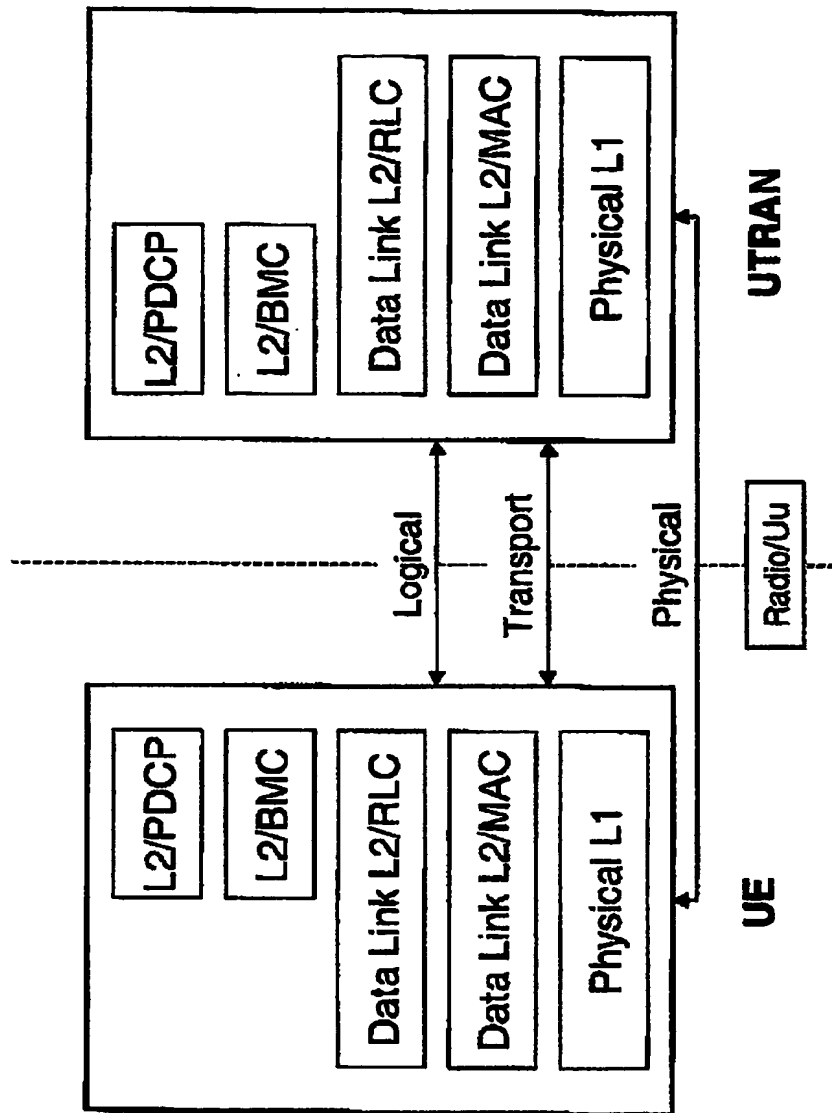 L2/PDCP
L2/BMC
Data Link L2/RLC
Data Link L2/MAC
Physical L1
UE
Logical
Transport
Physical
Radio/Uu
L2/PDCP
L2/BMC
Data Link L2/RLC
Data Link L2/MAC
Physical L1
UTRAN